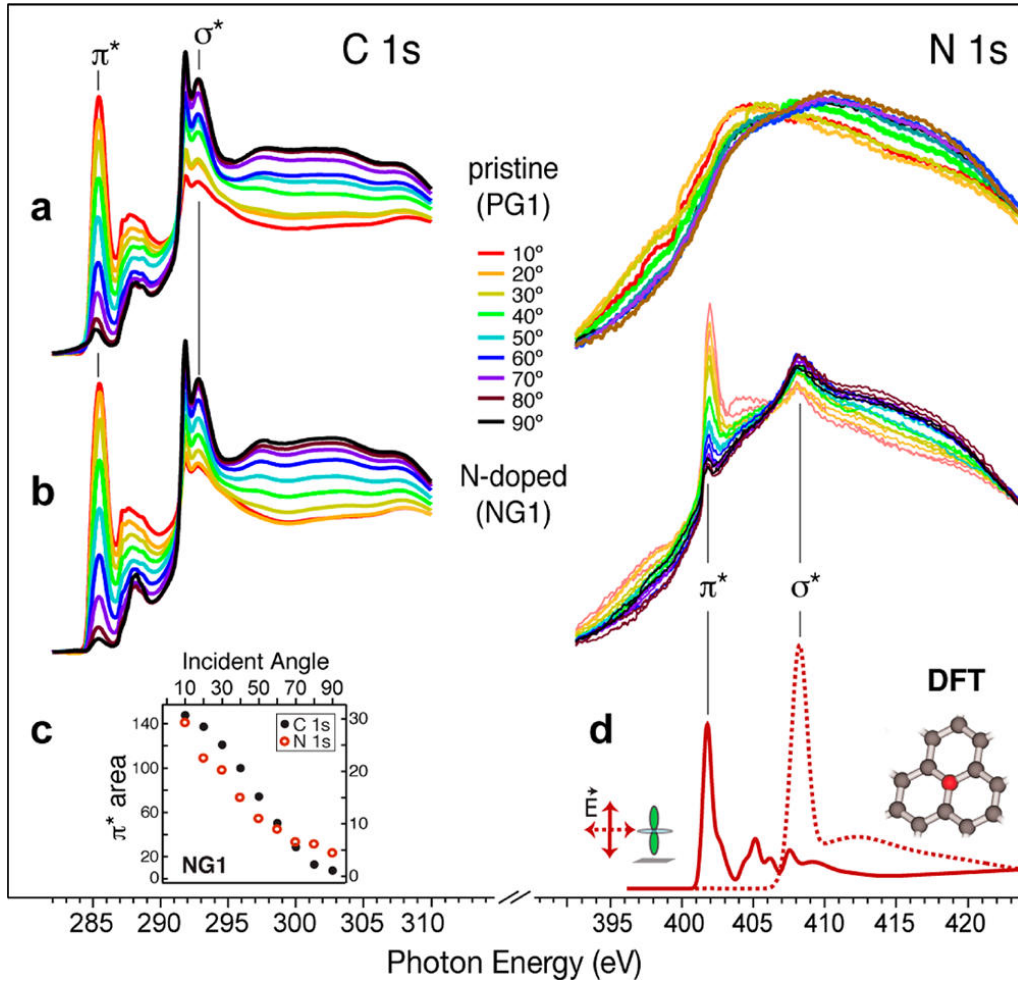 C 1s
N 1s
π*
σ*
a
pristine
(PG1)
10º
20º
30º
40º
50º
60º
70º
80º
90º
b
N-doped
(NG1)
π*
σ*
c
Incident Angle
10 30 50 70 90
π* area
140
100
60
20
0
C 1s
N 1s
30
20
10
0
NG1
d
E
DFT
285 290 295 300 305 310
395 400 405 410 415 420
Photon Energy (eV)